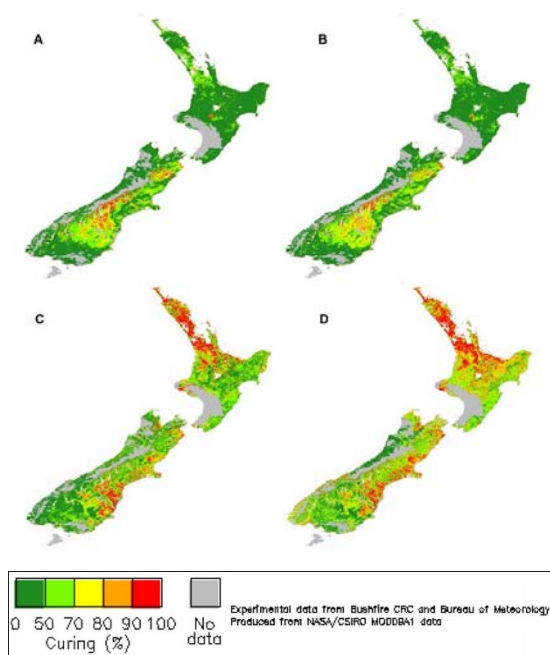 A
B
C
D
0 50 70 80 90 100
Curing (%)
No
data
Experimental data from Bushfire CRC and Bureau of Meteorology
Produced from NASA/CSIRO MOD09A1 data